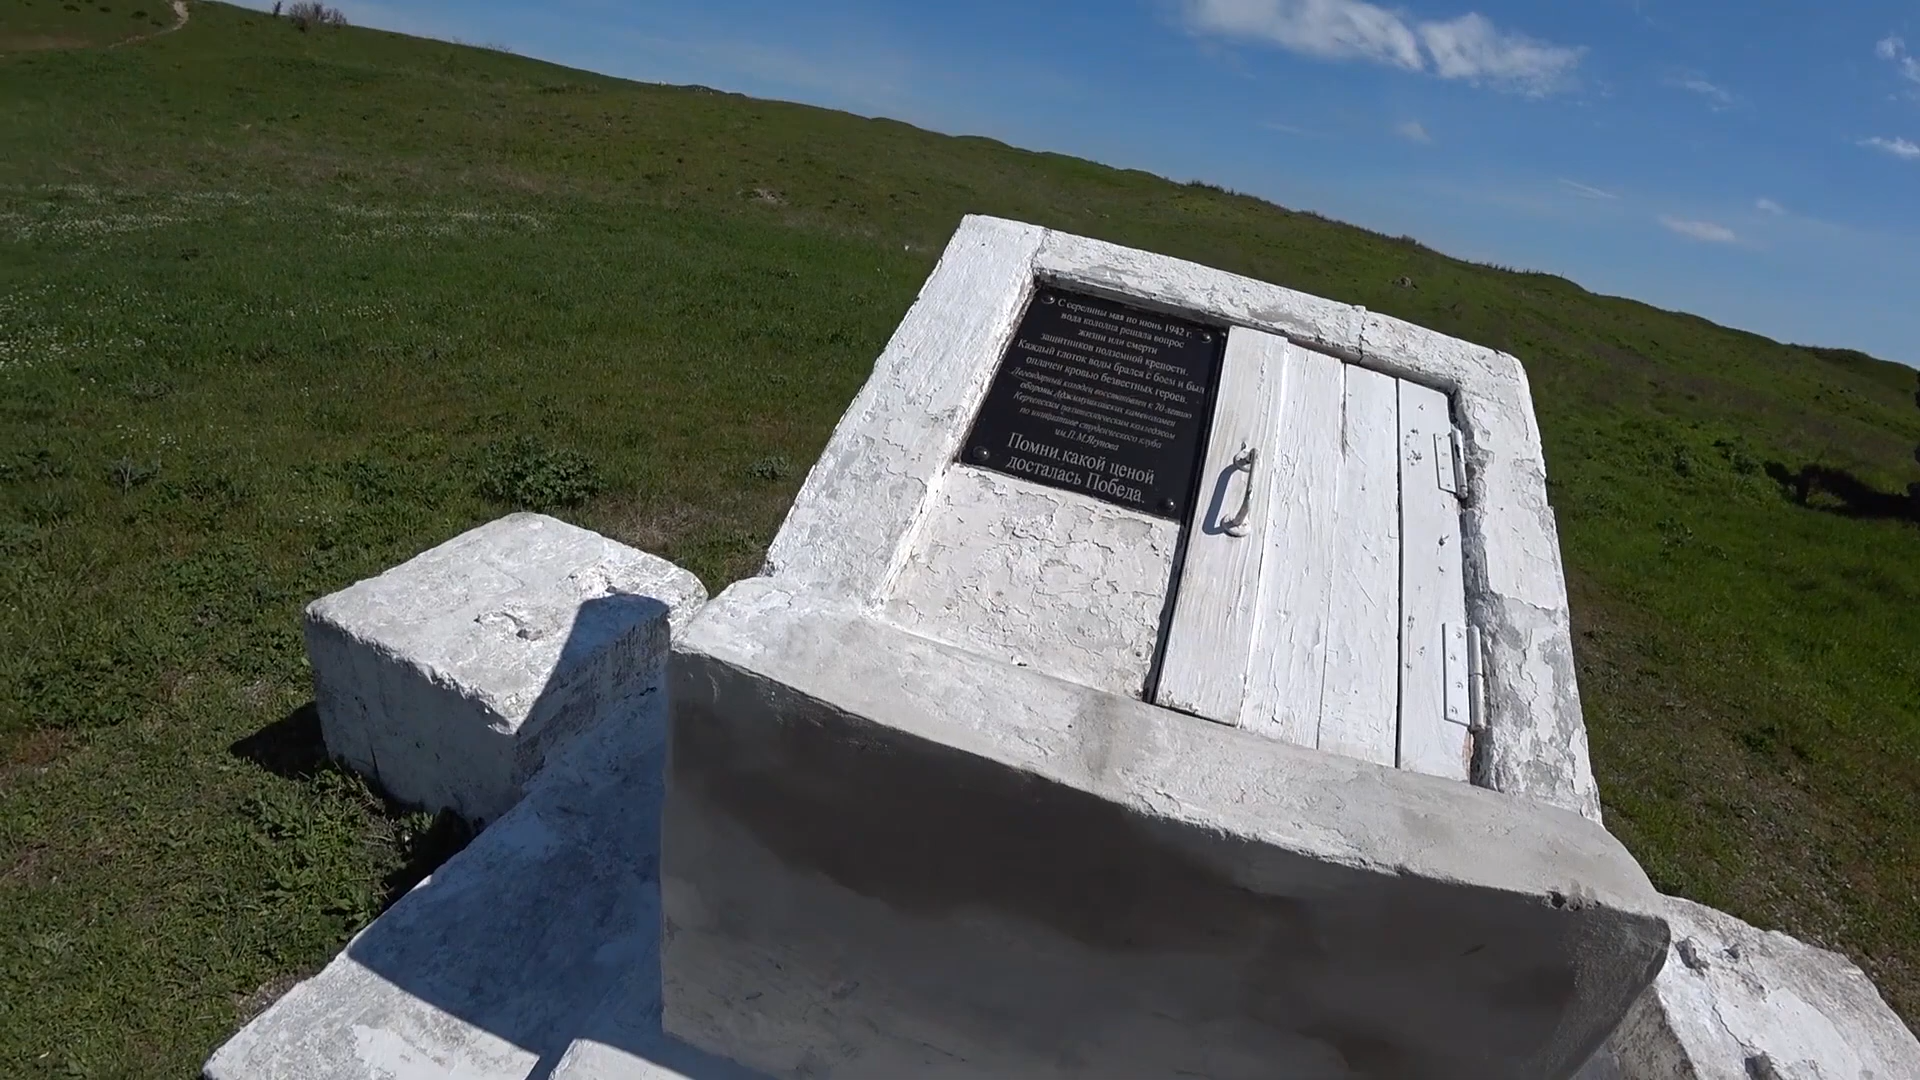 С середины мая по июнь 1942 г.
вода колодца решала вопрос
жизни или смерти
защитников подземной крепости.
Каждый глоток воды брался с боем и был
оплачен кровью безвестных героев.
Легендарный колодец восстановлен к 70-летию
обороны Аджимушкайских каменоломен
Керченским политехническим колледжем
по инициативе студенческого клуба
им.П.М.Ягунова
Помни, какой ценой
досталась Победа.